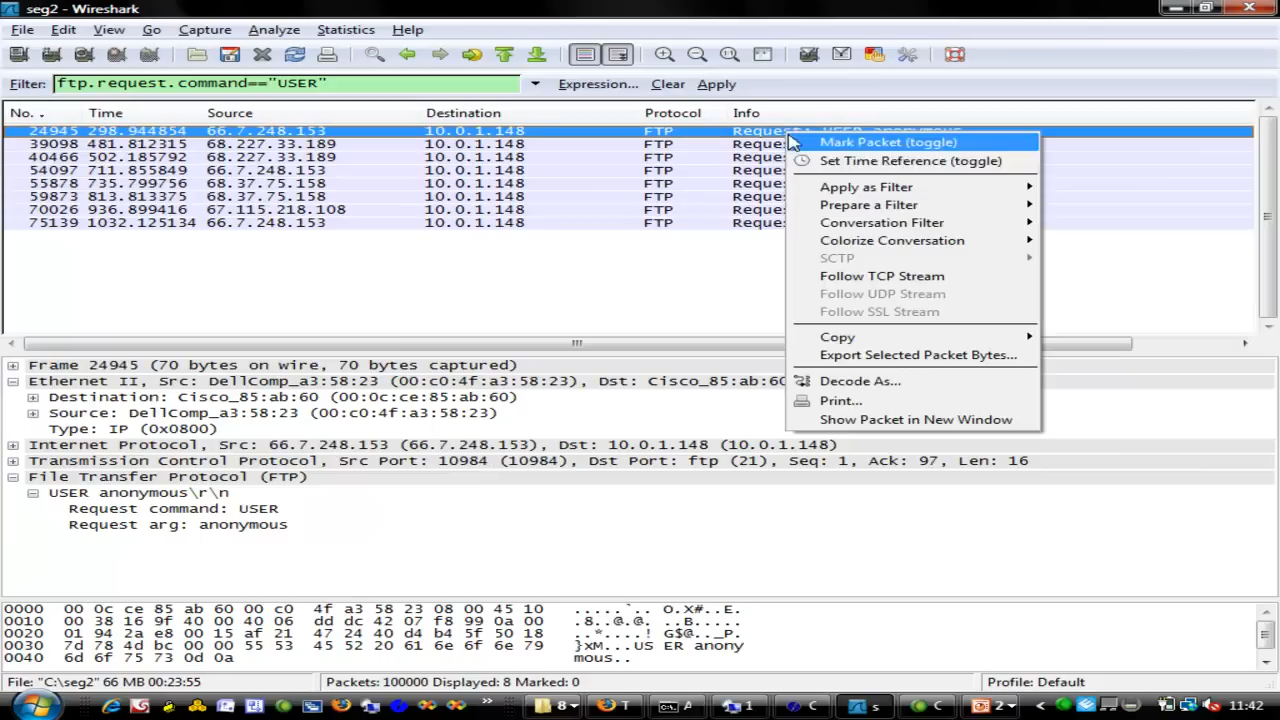 seg2 - Wireshark
File Edit View Go Capture Analyze Statistics Help
Filter: ftp.request.command=="USER" Expression... Clear Apply
No. . Time Source Destination Protocol Info
24945 298.944854 66.7.248.153 10.0.1.148 FTP Request: USER anonymous
39098 481.812315 68.227.33.189 10.0.1.148 FTP Reque
40466 502.185792 68.227.33.189 10.0.1.148 FTP Reque
54097 711.855849 66.7.248.153 10.0.1.148 FTP Reque
55878 735.799756 68.37.75.158 10.0.1.148 FTP Reque
59873 813.813375 68.37.75.158 10.0.1.148 FTP Reque
70026 936.899416 67.115.218.108 10.0.1.148 FTP Reque
75139 1032.125134 66.7.248.153 10.0.1.148 FTP Reque
Mark Packet (toggle)
Set Time Reference (toggle)
Apply as Filter
Prepare a Filter
Conversation Filter
Colorize Conversation
SCTP
Follow TCP Stream
Follow UDP Stream
Follow SSL Stream
Copy
Export Selected Packet Bytes...
Decode As...
Print...
Show Packet in New Window
Frame 24945 (70 bytes on wire, 70 bytes captured)
Ethernet II, Src: DellComp_a3:58:23 (00:c0:4f:a3:58:23), Dst: Cisco_85:ab:60
Destination: Cisco_85:ab:60 (00:0c:ce:85:ab:60)
Source: DellComp_a3:58:23 (00:c0:4f:a3:58:23)
Type: IP (0x0800)
Internet Protocol, Src: 66.7.248.153 (66.7.248.153), Dst: 10.0.1.148 (10.0.1.148)
Transmission Control Protocol, Src Port: 10984 (10984), Dst Port: ftp (21), Seq: 1, Ack: 97, Len: 16
File Transfer Protocol (FTP)
USER anonymous\r\n
Request command: USER
Request arg: anonymous
0000 00 0c ce 85 ab 60 00 c0 4f a3 58 23 08 00 45 10 .....`.. O.X#..E.
0010 00 38 16 9f 40 00 40 06 dd dc 42 07 f8 99 0a 00 .8..@.@. ..B.....
0020 01 94 2a e8 00 15 af 21 47 24 40 d4 b4 5f 50 18 ..*....! G$@.._P.
0030 7d 78 4d bc 00 00 55 53 45 52 20 61 6e 6f 6e 79 }xM...US ER anony
0040 6d 6f 75 73 0d 0a mous..
File: "C:\seg2" 66 MB 00:23:55 Packets: 100000 Displayed: 8 Marked: 0 Profile: Default
8 T A 1 C s C 2 11:42